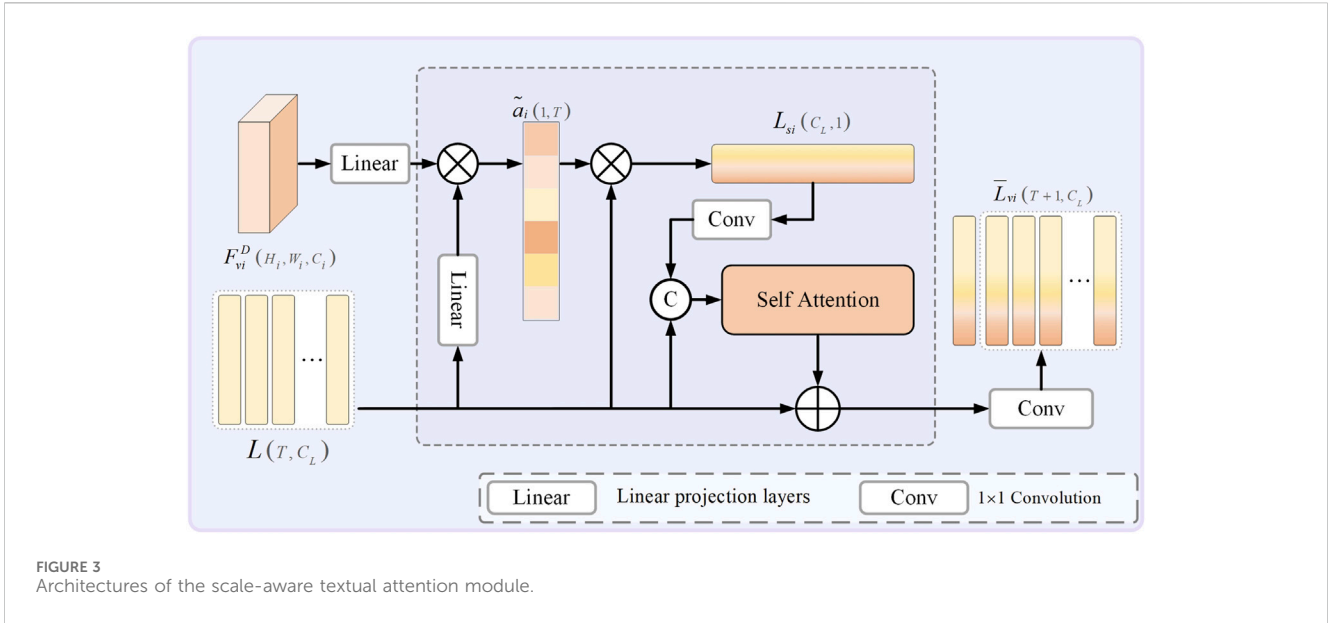 ã_i (1, T)
L_si (C_L, 1)
Linear
L̅_vi (T + 1, C_L)
Conv
F_vi^D (H_i, W_i, C_i)
Linear
C
Self Attention
...
...
Conv
L (T, C_L)
Linear
Linear projection layers
Conv
1×1 Convolution
FIGURE 3
Architectures of the scale-aware textual attention module.